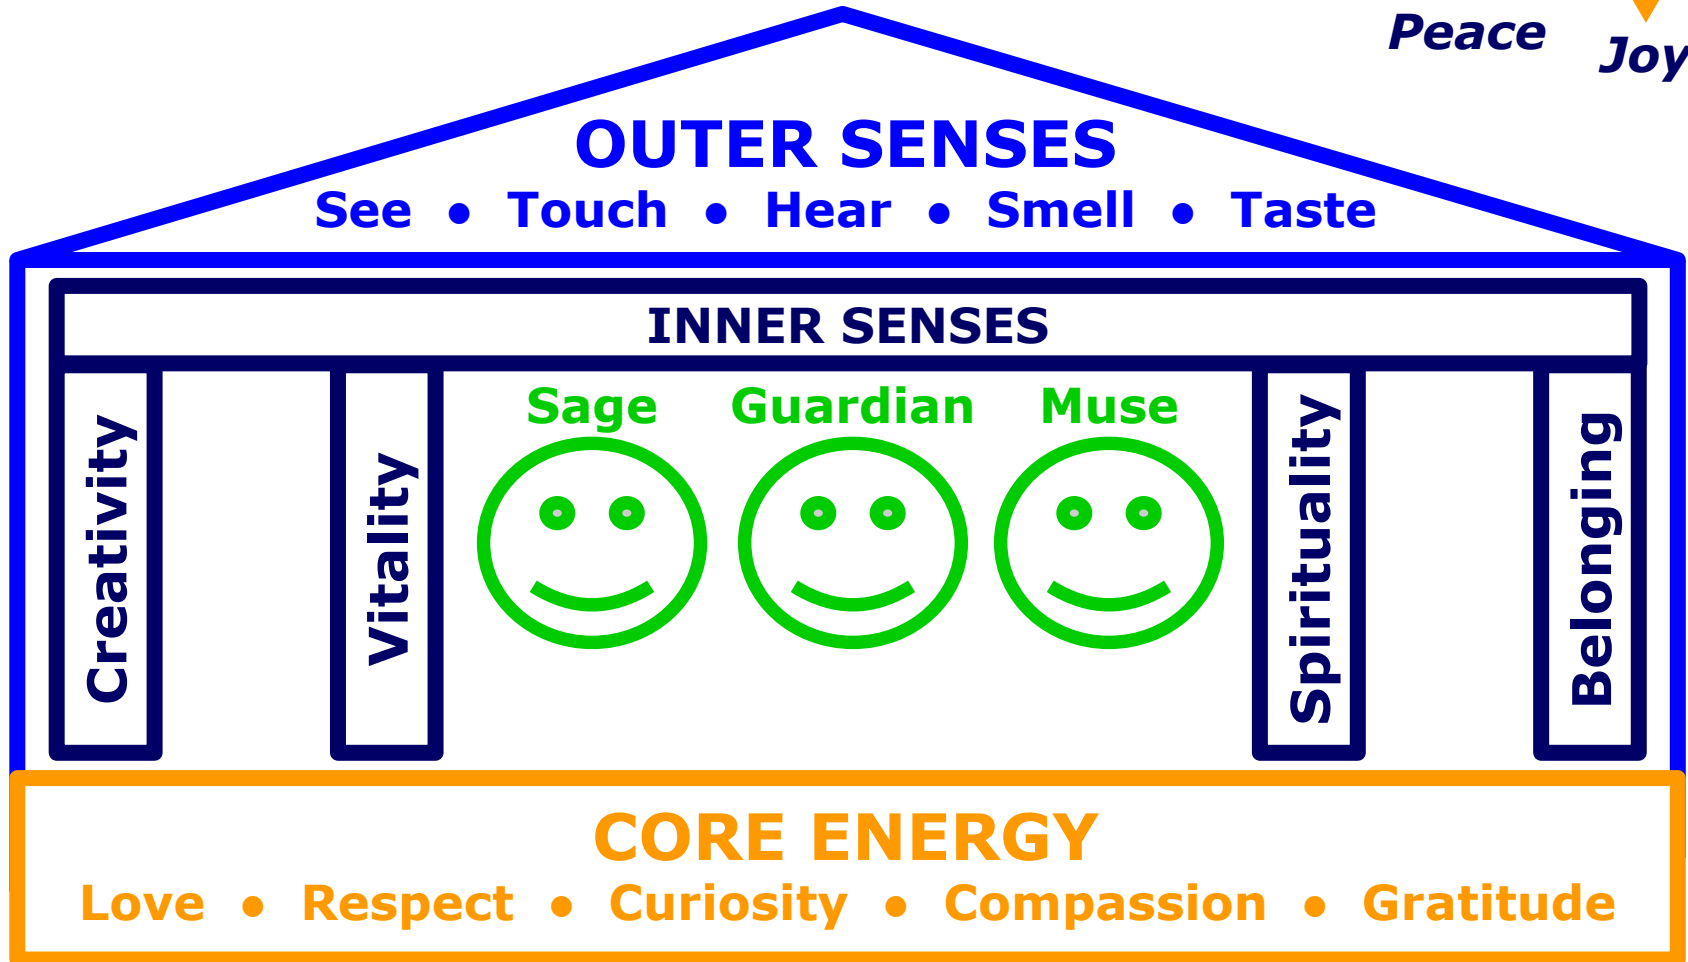 Peace
Joy
OUTER SENSES
See • Touch • Hear • Smell • Taste
INNER SENSES
Sage Guardian Muse
Creativity
Vitality
Spirituality
Belonging
CORE ENERGY
Love • Respect • Curiosity • Compassion • Gratitude